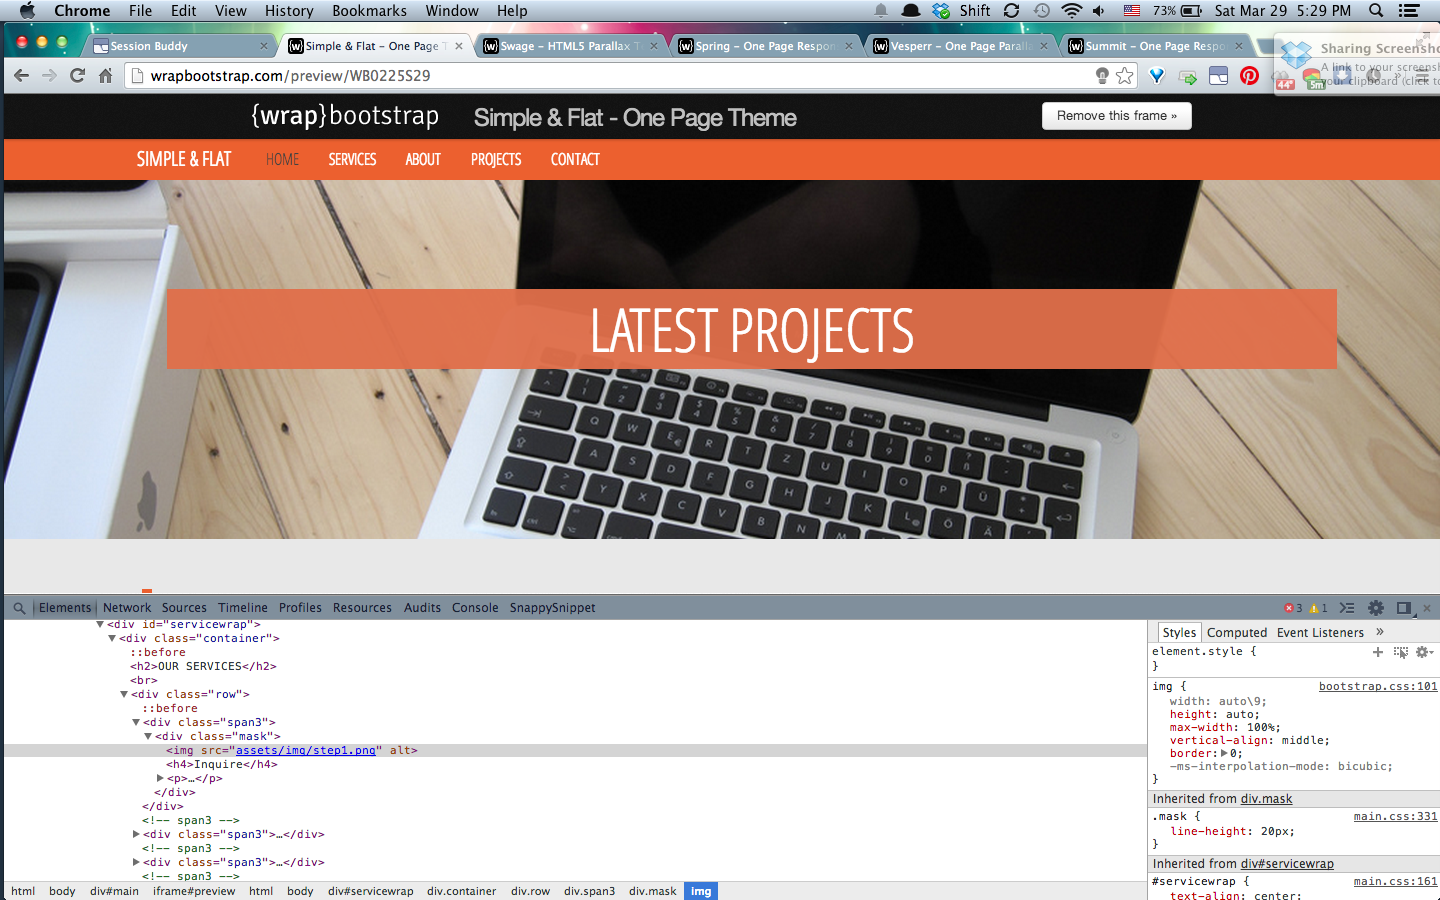 Chrome File Edit View History Bookmarks Window Help Shift 73% Sat Mar 29 5:29 PM
Session Buddy × Simple & Flat – One Page T × Swage – HTML5 Parallax T × Spring – One Page Respon × Vesperr – One Page Paralla × Summit – One Page Respo ×
Sharing Screensho
A link to your screensh
your clipboard (click to
44° 5m
wrapbootstrap.com/preview/WB0225S29
{wrap}bootstrap Simple & Flat - One Page Theme Remove this frame »
SIMPLE & FLAT HOME SERVICES ABOUT PROJECTS CONTACT
LATEST PROJECTS
Q W E € R T Z U I O P Ü
A S D F G H J K L Ö Ä
Y X C V B N M
Elements Network Sources Timeline Profiles Resources Audits Console SnappySnippet 3 1 ×
▼<div id="servicewrap">
▼<div class="container">
::before
<h2>OUR SERVICES</h2>
<br>
▼<div class="row">
::before
▼<div class="span3">
▼<div class="mask">
<img src="assets/img/step1.png" alt>
<h4>Inquire</h4>
▶<p>…</p>
</div>
</div>
<!-- span3 -->
▶<div class="span3">…</div>
<!-- span3 -->
▶<div class="span3">…</div>
<!-- span3 -->
html body div#main iframe#preview html body div#servicewrap div.container div.row div.span3 div.mask img
Styles Computed Event Listeners »
element.style {
}
img { bootstrap.css:101
width: auto\9;
height: auto;
max-width: 100%;
vertical-align: middle;
border:▶0;
-ms-interpolation-mode: bicubic;
}
Inherited from div.mask
.mask { main.css:331
line-height: 20px;
}
Inherited from div#servicewrap
#servicewrap { main.css:161
text-align: center;